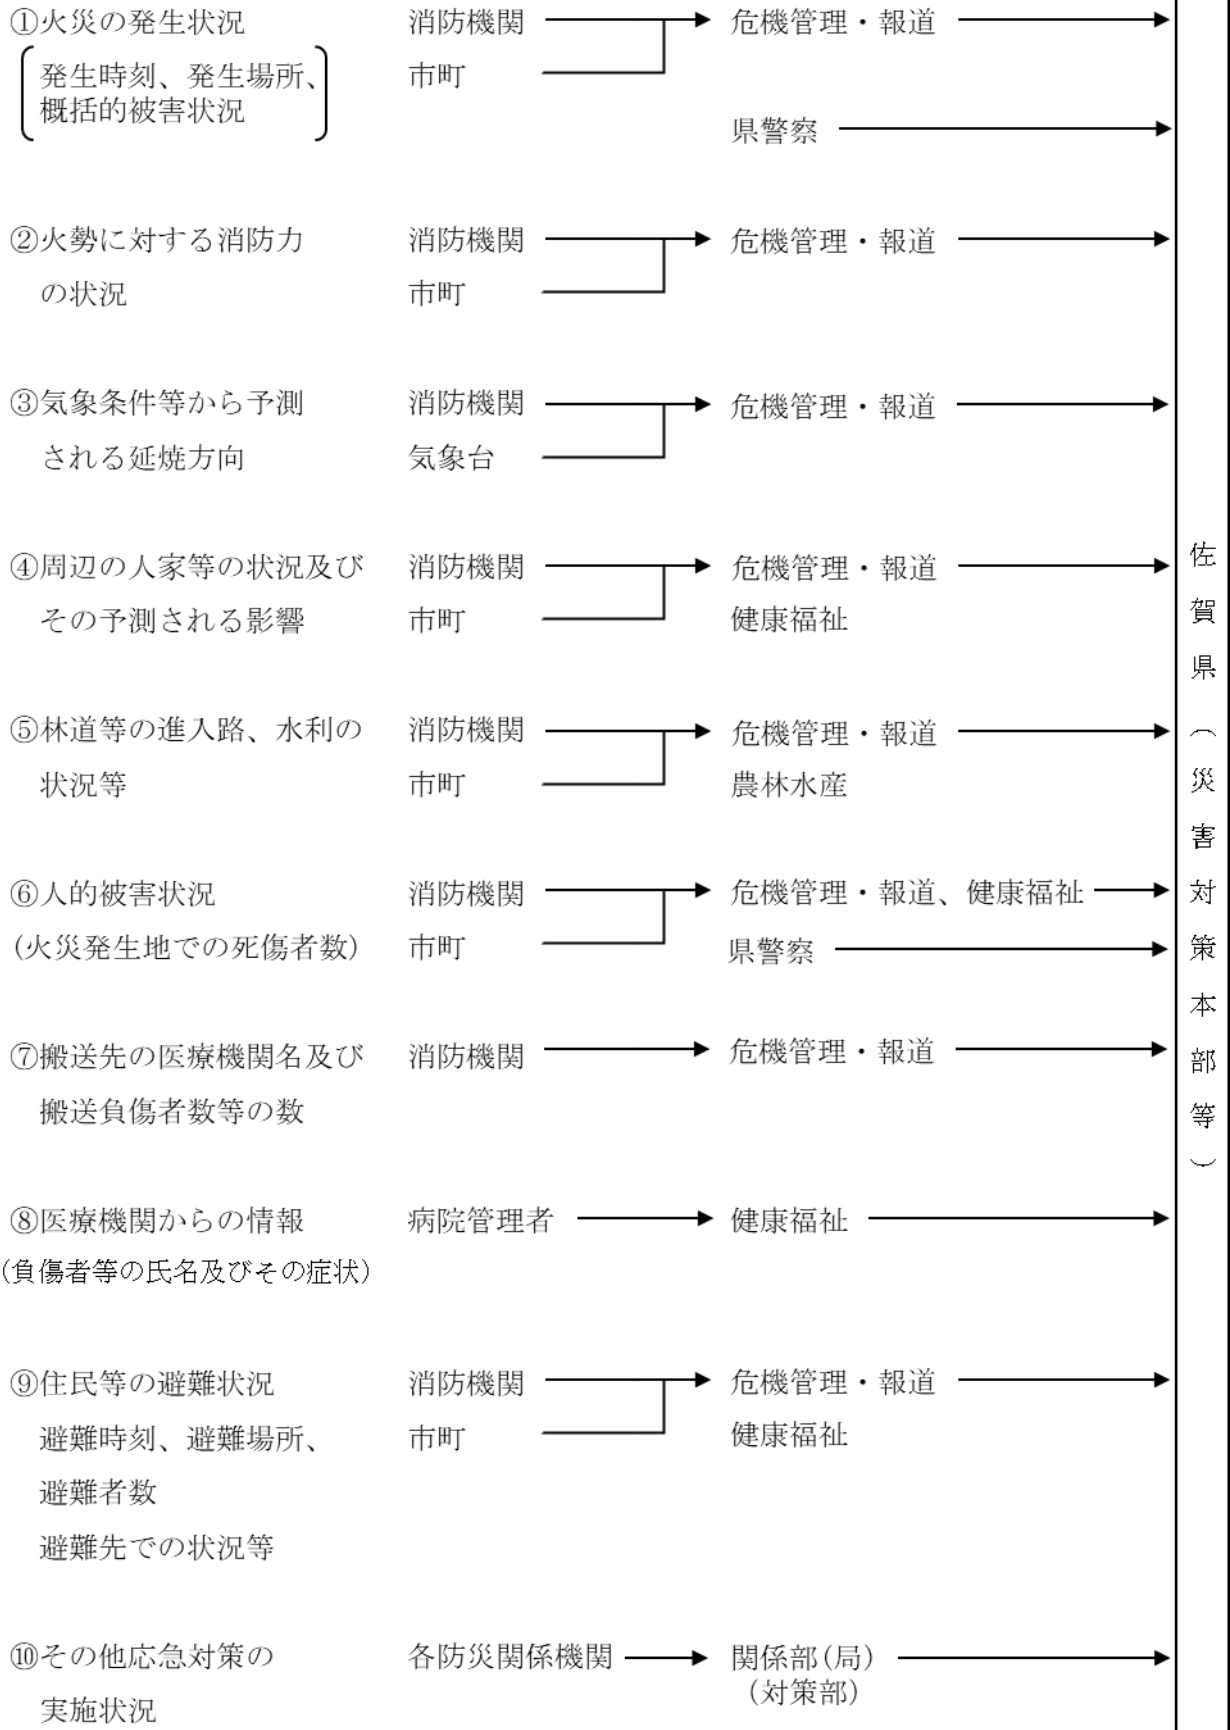 ①火災の発生状況 消防機関 危機管理・報道
発生時刻、発生場所、 市町
概括的被害状況
県警察
②火勢に対する消防力 消防機関 危機管理・報道
の状況 市町
③気象条件等から予測 消防機関 危機管理・報道
される延焼方向 気象台
④周辺の人家等の状況及び 消防機関 危機管理・報道
その予測される影響 市町 健康福祉
⑤林道等の進入路、水利の 消防機関 危機管理・報道
状況等 市町 農林水産
⑥人的被害状況 消防機関 危機管理・報道、健康福祉
(火災発生地での死傷者数) 市町 県警察
⑦搬送先の医療機関名及び 消防機関 危機管理・報道
搬送負傷者数等の数
⑧医療機関からの情報 病院管理者 健康福祉
(負傷者等の氏名及びその症状)
⑨住民等の避難状況 消防機関 危機管理・報道
避難時刻、避難場所、 市町 健康福祉
避難者数
避難先での状況等
⑩その他応急対策の 各防災関係機関 関係部(局)
(対策部)
実施状況
佐賀県(災害対策本部等)